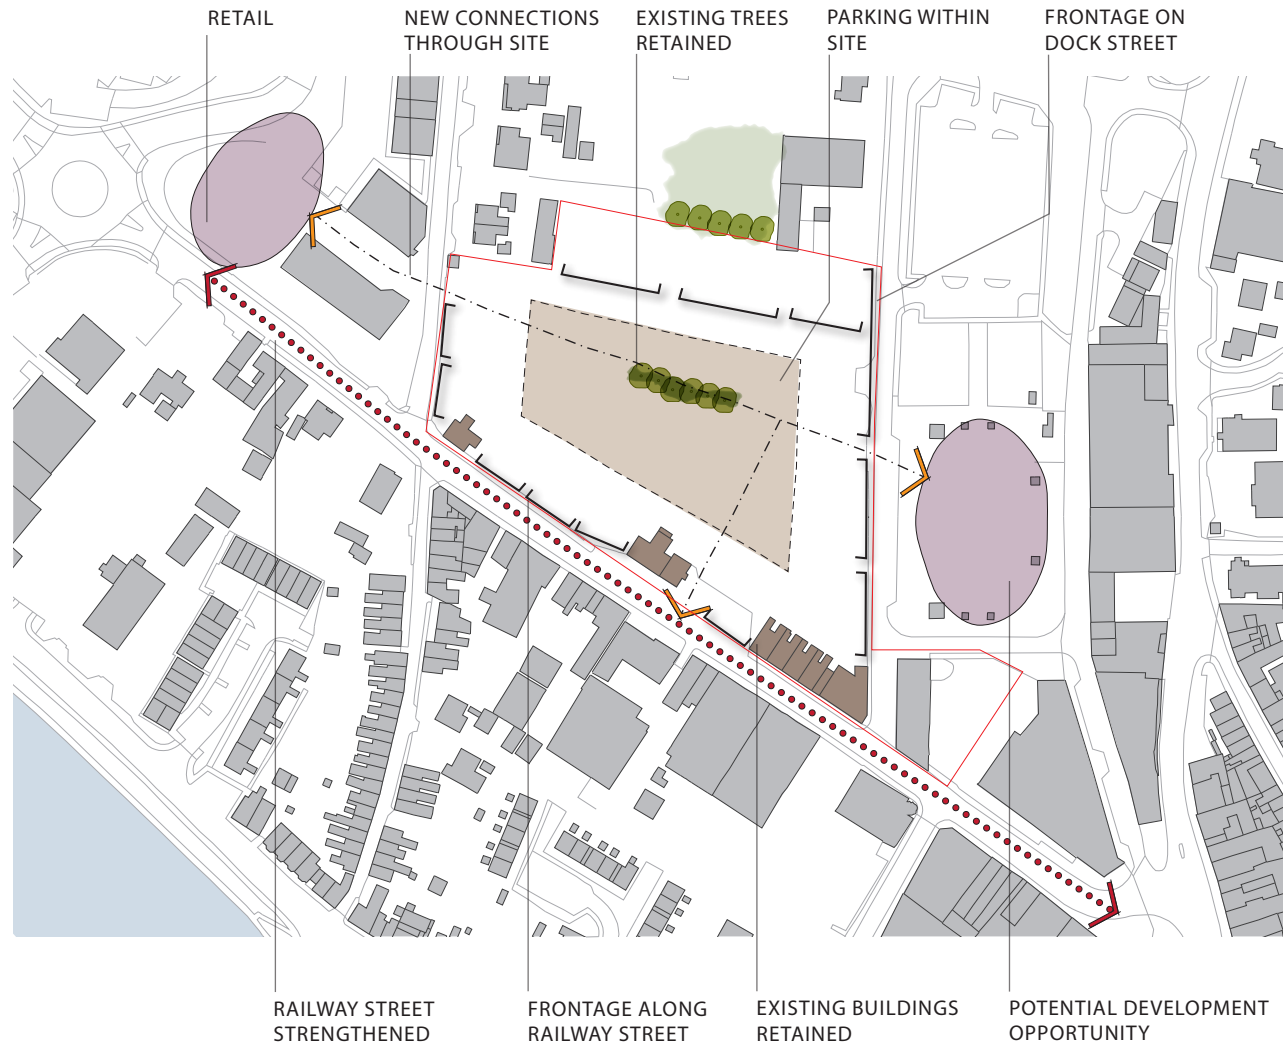 RETAIL
NEW CONNECTIONS
THROUGH SITE
EXISTING TREES
RETAINED
PARKING WITHIN
SITE
FRONTAGE ON
DOCK STREET
RAILWAY STREET
STRENGTHENED
FRONTAGE ALONG
RAILWAY STREET
EXISTING BUILDINGS
RETAINED
POTENTIAL DEVELOPMENT
OPPORTUNITY